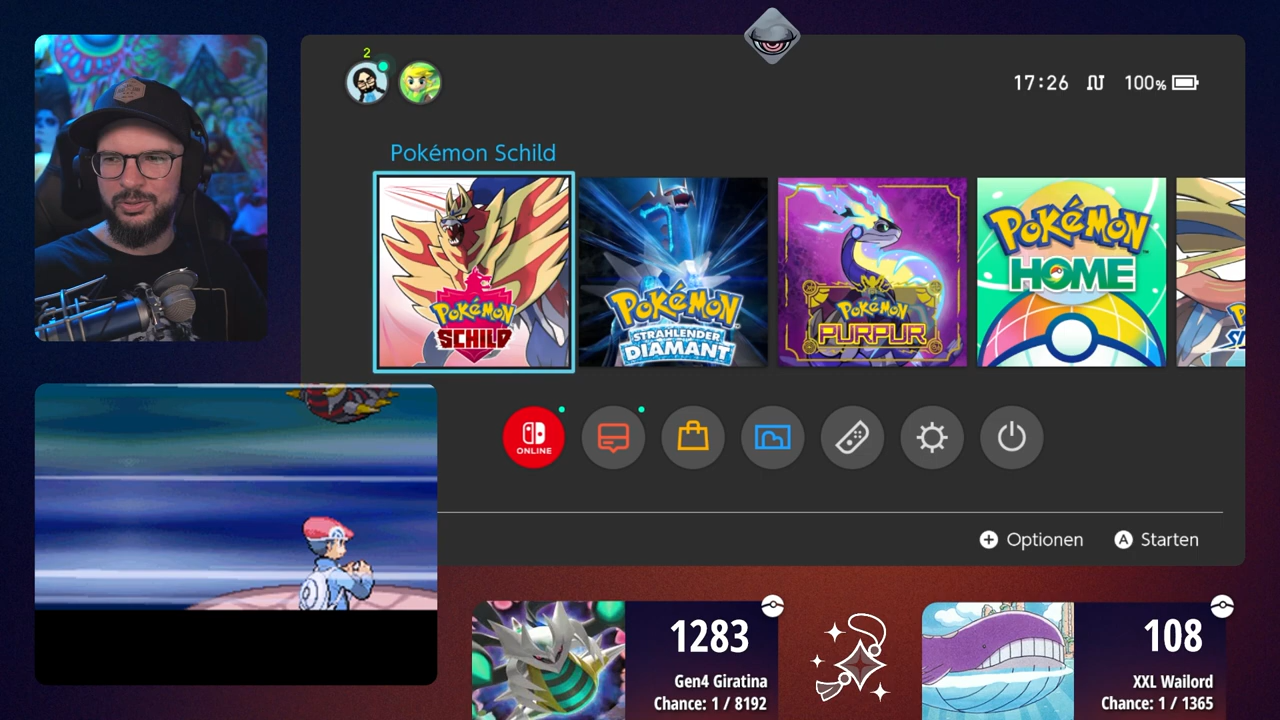 2
17:26
100%
Pokémon Schild
POKÉMON
SCHILD
POKÉMON
STRAHLENDER
DIAMANT
POKÉMON
PURPUR
POKÉMON
HOME
ONLINE
Optionen
A Starten
1283
Gen4 Giratina
Chance: 1 / 8192
108
XXL Wailord
Chance: 1 / 1365